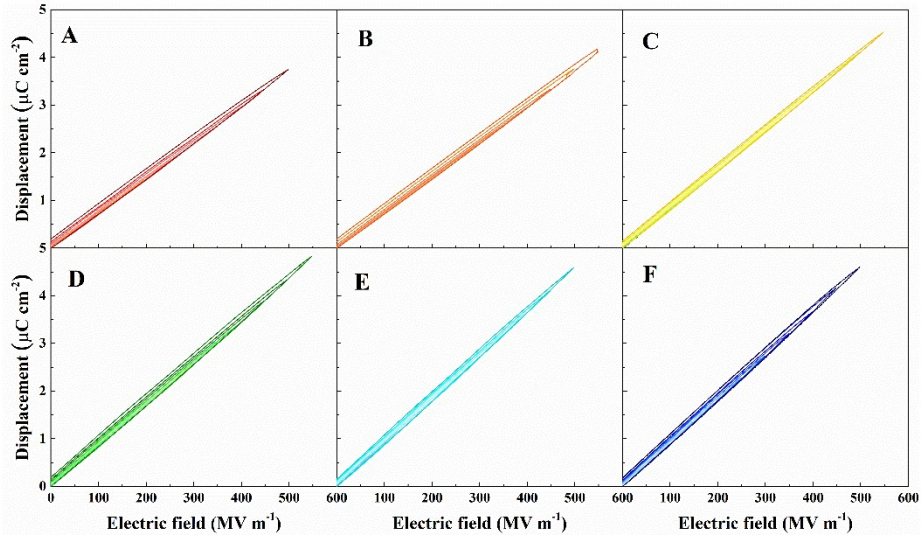 A
B
C
Displacement (μC cm⁻²)
5
4
3
2
1
5
D
E
F
Displacement (μC cm⁻²)
4
3
2
1
0
0 100 200 300 400 500 600 100 200 300 400 500 600 100 200 300 400 500 600
Electric field (MV m⁻¹) Electric field (MV m⁻¹) Electric field (MV m⁻¹)